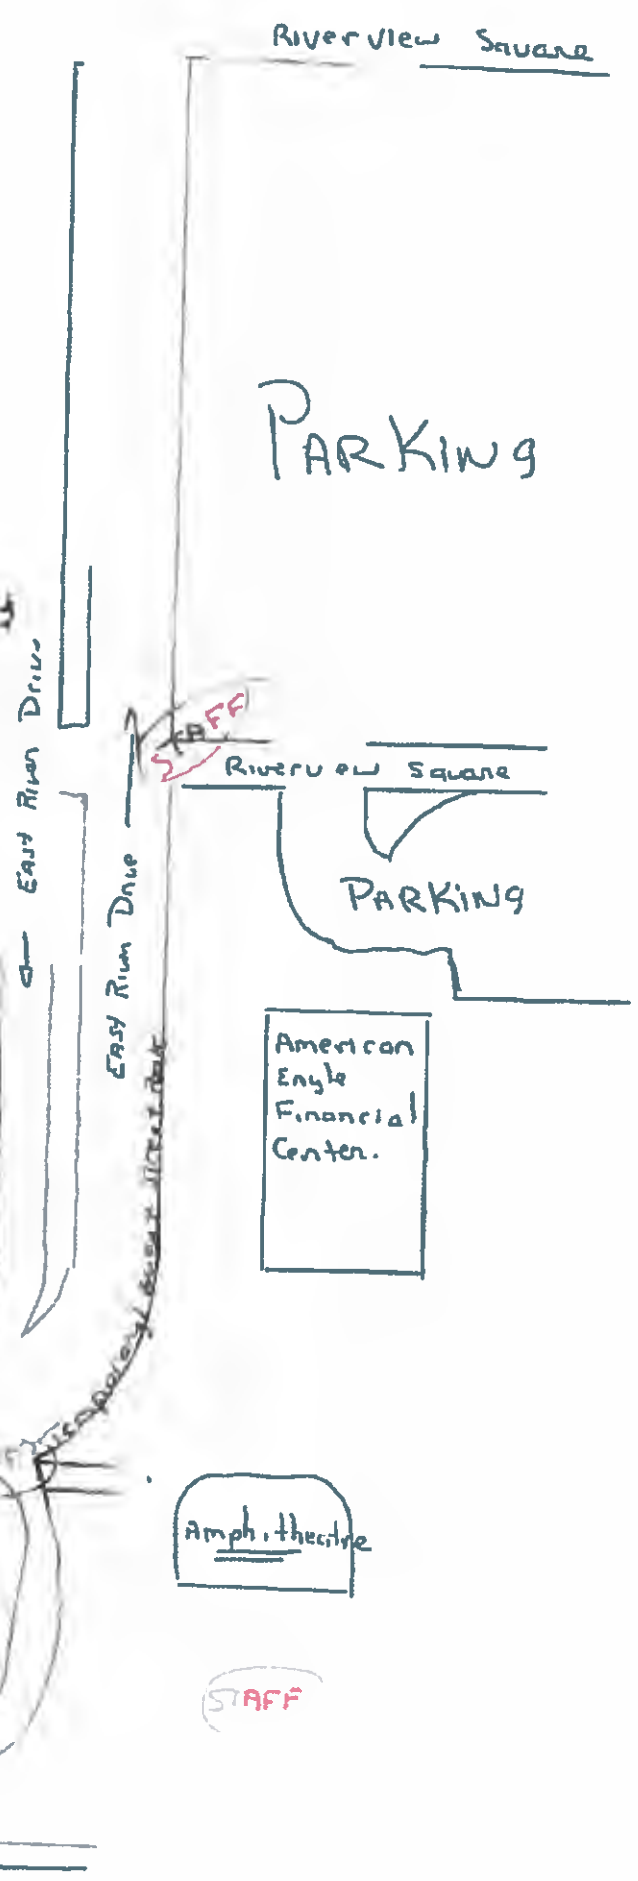 Riverview Square
PARKING
East River Drive
STAFF
Riverview Square
East River Drive
PARKING
American
Eagle
Financial
Center.
Amphitheatre
STAFF